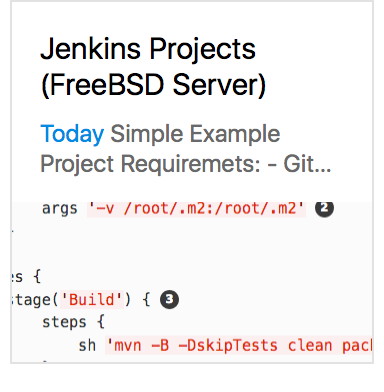 Jenkins Projects
(FreeBSD Server)
Today Simple Example
Project Requiremets: - Git...
args '-v /root/.m2:/root/.m2' 2
es {
stage('Build') { 3
steps {
sh 'mvn -B -DskipTests clean pac